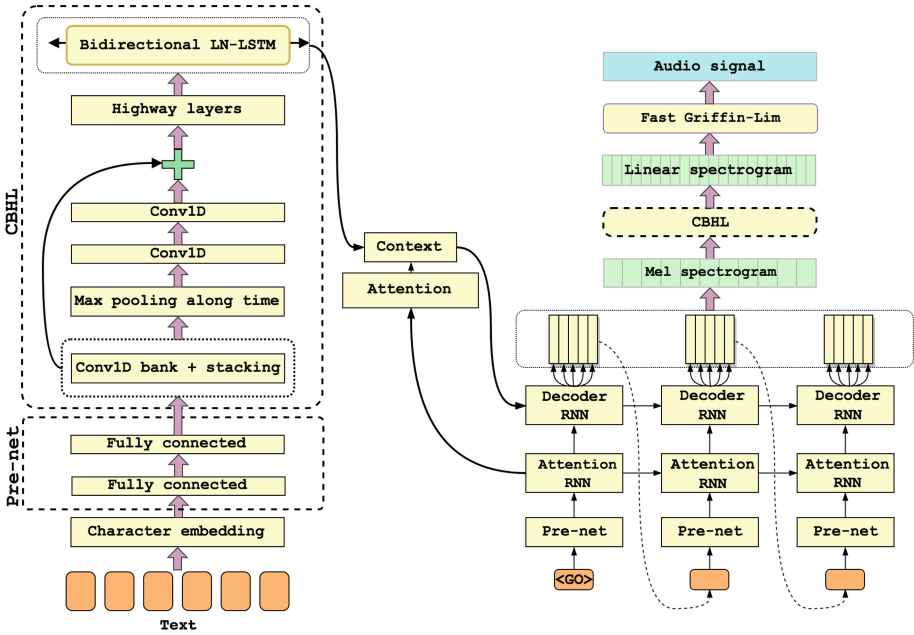 Bidirectional LN-LSTM
Highway layers
Conv1D
Conv1D
Max pooling along time
Conv1D bank + stacking
CBHL
Fully connected
Fully connected
Pre-net
Character embedding
Text
Context
Attention
Audio signal
Fast Griffin-Lim
Linear spectrogram
CBHL
Mel spectrogram
Decoder
RNN
Decoder
RNN
Decoder
RNN
Attention
RNN
Attention
RNN
Attention
RNN
Pre-net
Pre-net
Pre-net
<GO>